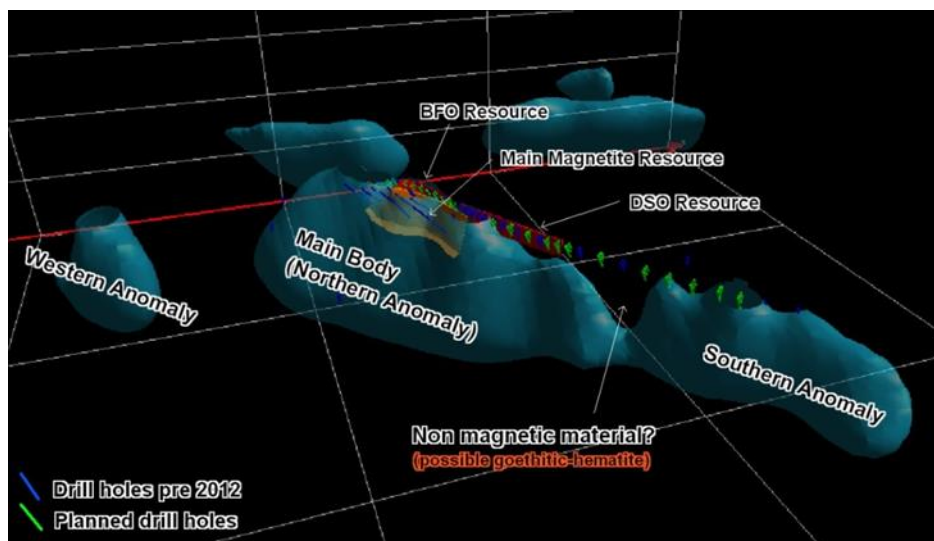 BFO Resource
Main Magnetite Resource
DSO Resource
Western Anomaly
Main Body
(Northern Anomaly)
Southern Anomaly
Non magnetic material?
(possible goethitic-hematite)
Drill holes pre 2012
Planned drill holes